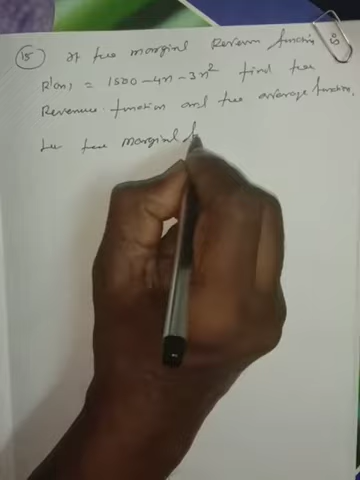 15 If the marginal Revenue function
R'(x) = 1500 - 4x - 3x² find the
Revenue function and the average function.
Let the marginal f